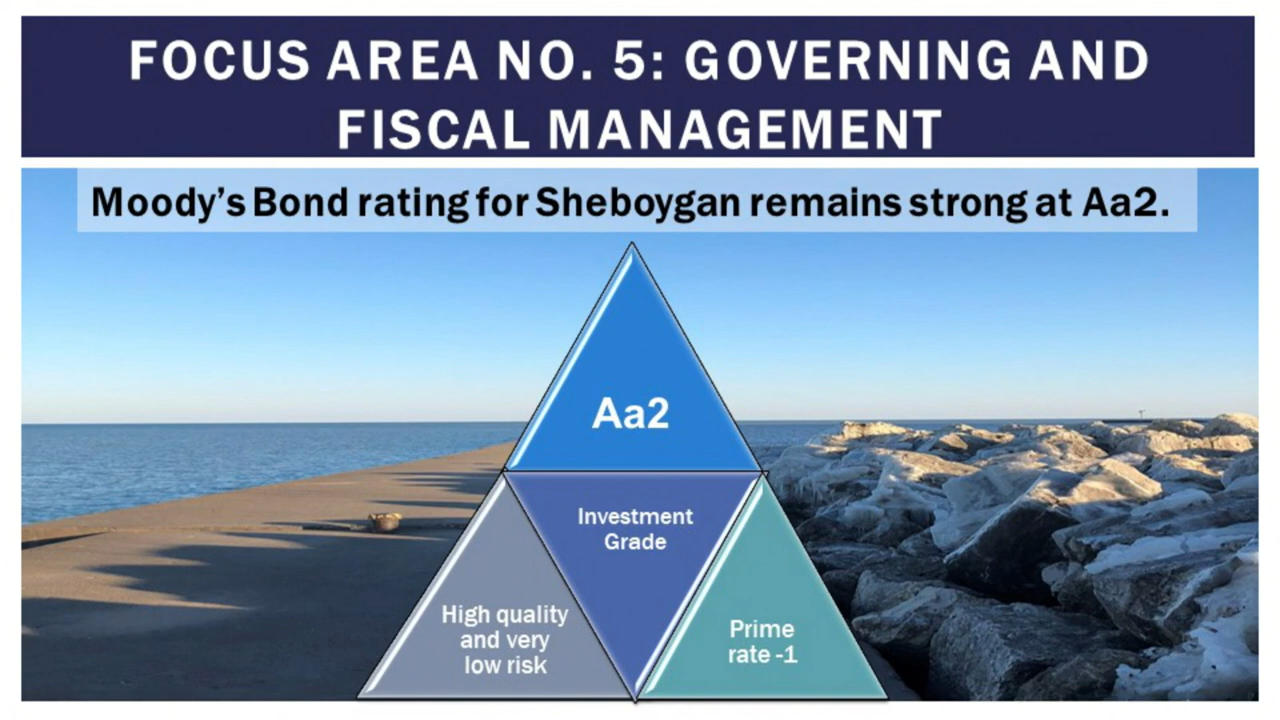 FOCUS AREA NO. 5: GOVERNING AND
FISCAL MANAGEMENT
Moody's Bond rating for Sheboygan remains strong at Aa2.
Aa2
Investment
Grade
High quality
and very
low risk
Prime
rate -1